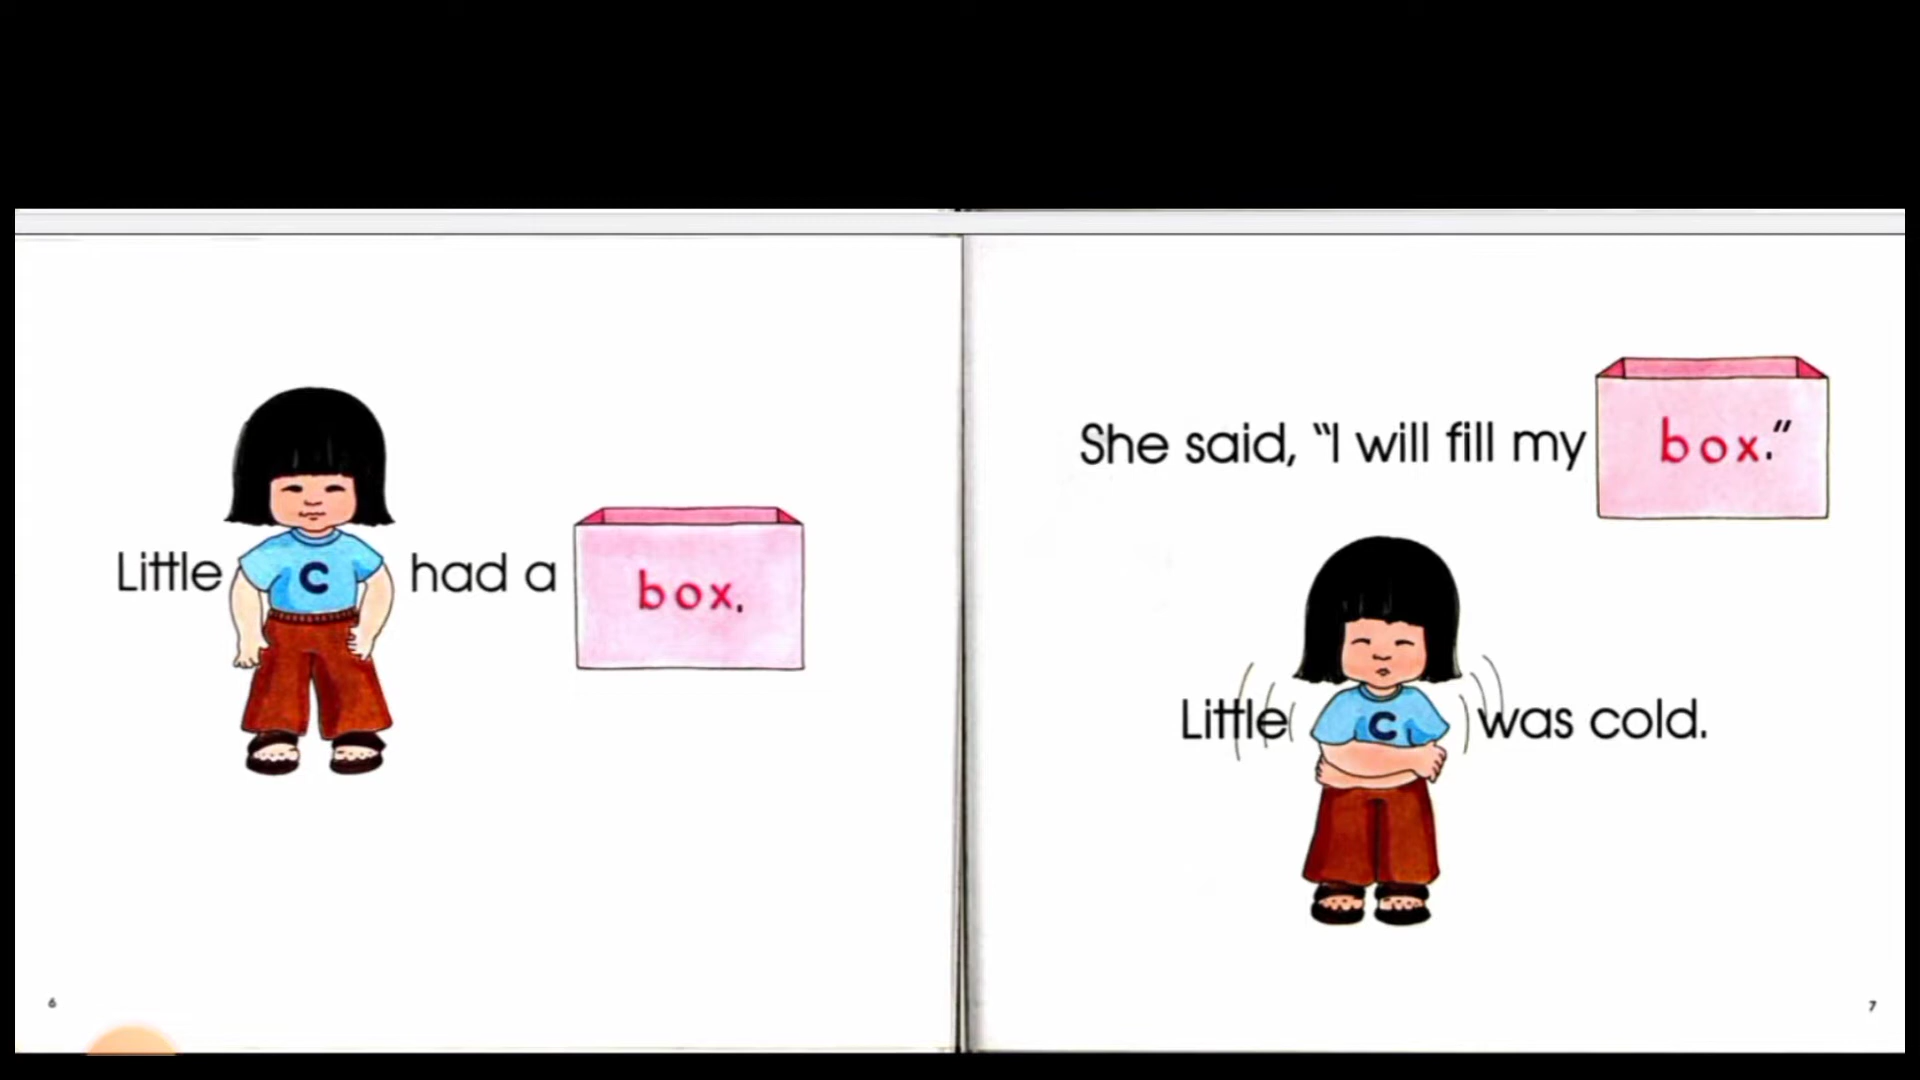 Little C had a box.
6
She said, “I will fill my box.”
Little C was cold.
7